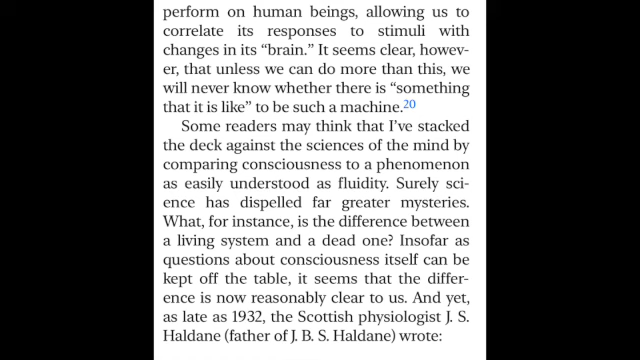 perform on human beings, allowing us to
correlate its responses to stimuli with
changes in its “brain.” It seems clear, howev-
er, that unless we can do more than this, we
will never know whether there is “something
that it is like” to be such a machine.20
Some readers may think that I’ve stacked
the deck against the sciences of the mind by
comparing consciousness to a phenomenon
as easily understood as fluidity. Surely sci-
ence has dispelled far greater mysteries.
What, for instance, is the difference between
a living system and a dead one? Insofar as
questions about consciousness itself can be
kept off the table, it seems that the differ-
ence is now reasonably clear to us. And yet,
as late as 1932, the Scottish physiologist J. S.
Haldane (father of J. B. S. Haldane) wrote: